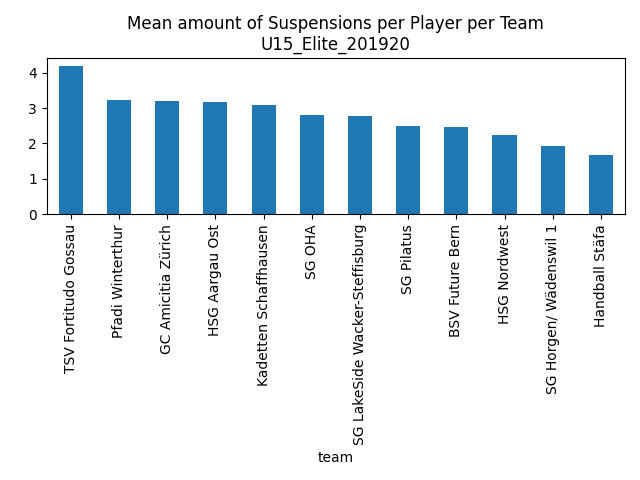 Mean amount of Suspensions per Player per Team
U15_Elite_201920
4
3
2
1
0
TSV Fortitudo Gossau
Pfadi Winterthur
GC Amicitia Zürich
HSG Aargau Ost
Kadetten Schaffhausen
SG OHA
SG LakeSide Wacker-Steffisburg
SG Pilatus
BSV Future Bern
HSG Nordwest
SG Horgen/ Wädenswil 1
Handball Stäfa
team